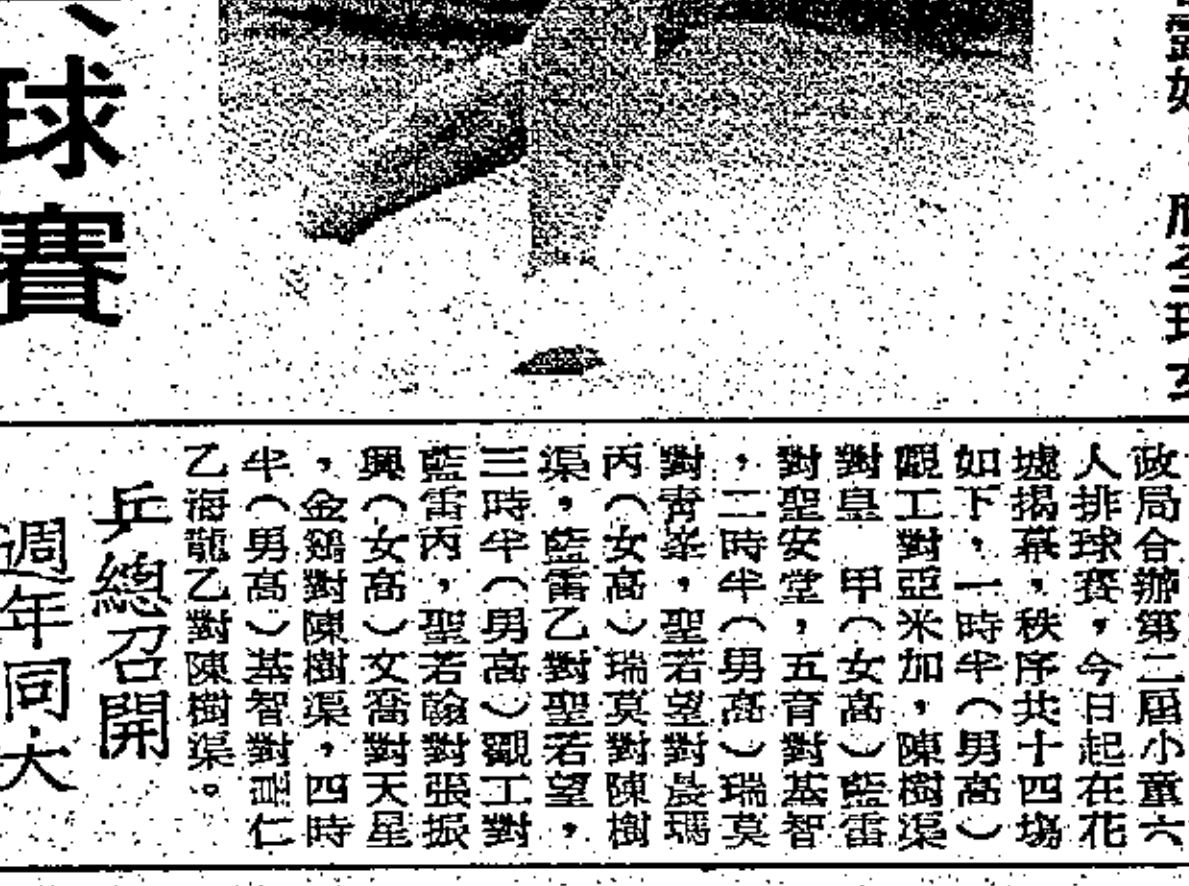 政局合辦第二屆小童六
人排球賽，今日起在花
墟揭幕，秩序共十四場
如下，一時半（男高）
觀工對亞米加，陳樹渠
對皇甲（女高）藍雷
對聖安堂，五育對基智
，二時半（男高）瑞莫
對青峯，聖若望對晨瑪
丙（女高）瑞莫對陳樹
渠，藍雷乙對聖若望，
三時半（男高）觀工對
藍雷丙，聖若翰對張振
興（女高）文喬對天星
，金鷄對陳樹渠，四時
半（男高）基智對 仁
乙海龍乙對陳樹渠。
乒總召開
週年同大
球賽